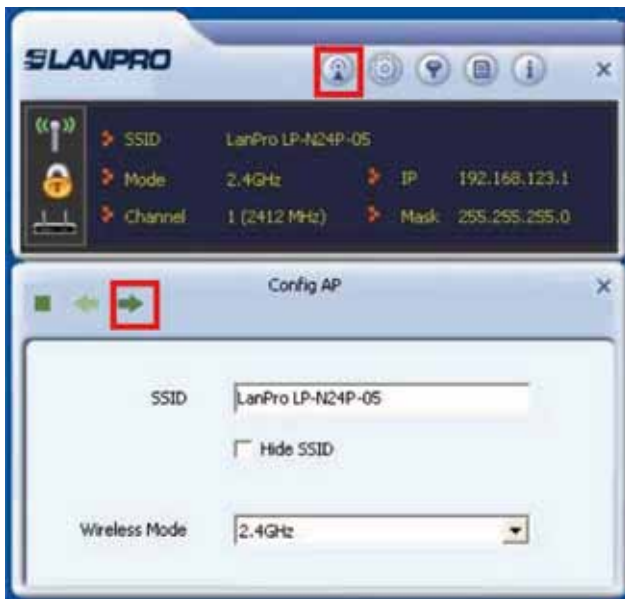 SLANPRO
SSID LanPro LP-N24P-05
Mode 2.4GHz IP 192.168.123.1
Channel 1 (2412 MHz) Mask 255.255.255.0
Config AP
SSID LanPro LP-N24P-05
Hide SSID
Wireless Mode 2.4GHz